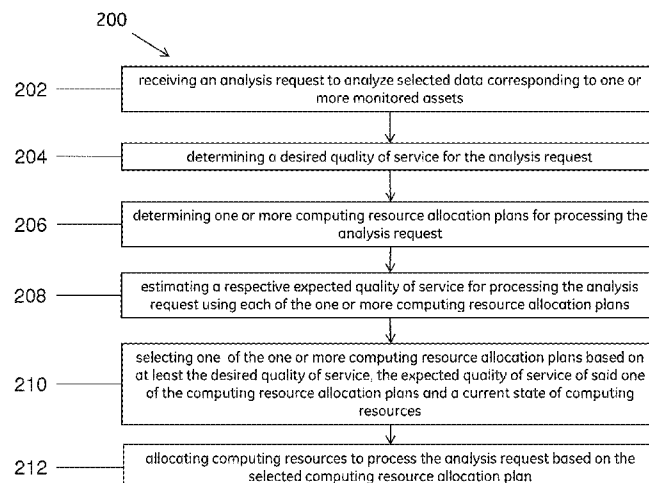 200
202
receiving an analysis request to analyze selected data corresponding to one or
more monitored assets
204
determining a desired quality of service for the analysis request
206
determining one or more computing resource allocation plans for processing the
analysis request
208
estimating a respective expected quality of service for processing the analysis
request using each of the one or more computing resource allocation plans
210
selecting one of the one or more computing resource allocation plans based on
at least the desired quality of service, the expected quality of service of said one
of the computing resource allocation plans and a current state of computing
resources
212
allocating computing resources to process the analysis request based on the
selected computing resource allocation plan